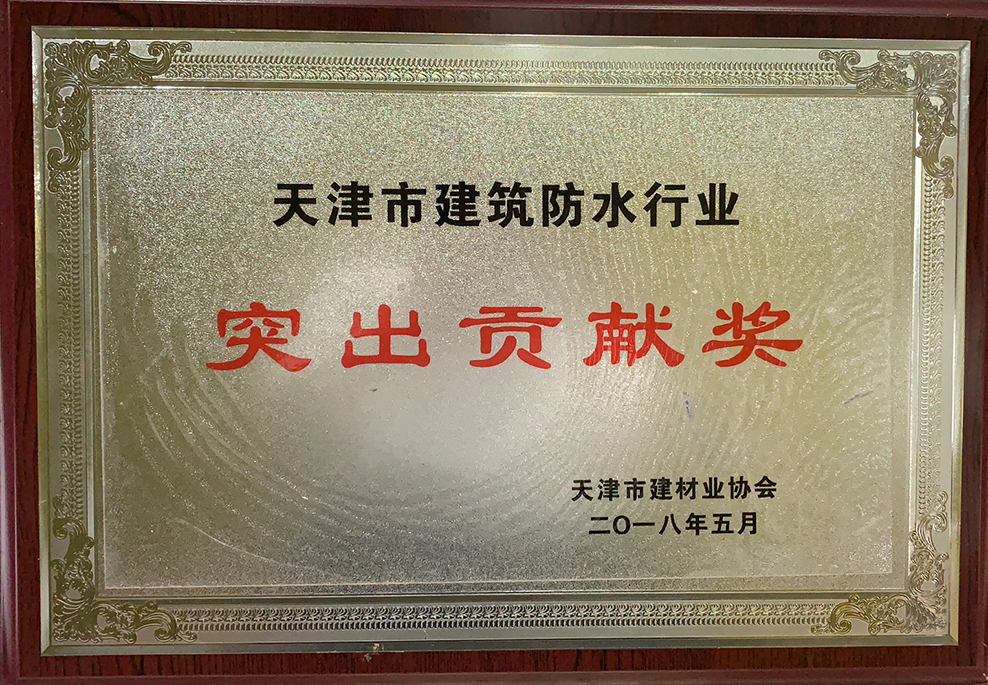 天津市建筑防水行业
突出贡献奖
天津市建材业协会
二〇一八年五月